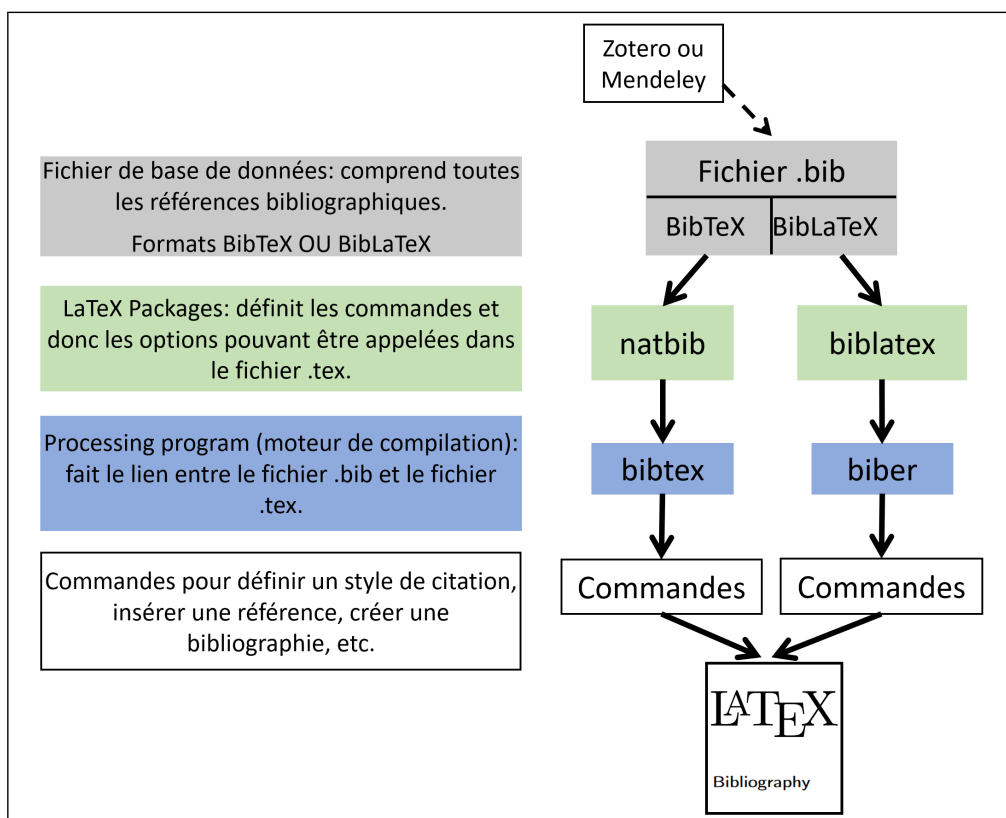 Zotero ou
Mendeley
Fichier de base de données: comprend toutes
les références bibliographiques.
Formats BibTeX OU BibLaTeX
Fichier .bib
BibTeX
BibLaTeX
LaTeX Packages: définit les commandes et
donc les options pouvant être appelées dans
le fichier .tex.
natbib
biblatex
Processing program (moteur de compilation):
fait le lien entre le fichier .bib et le fichier
.tex.
bibtex
biber
Commandes pour définir un style de citation,
insérer une référence, créer une
bibliographie, etc.
Commandes
Commandes
LATEX
Bibliography